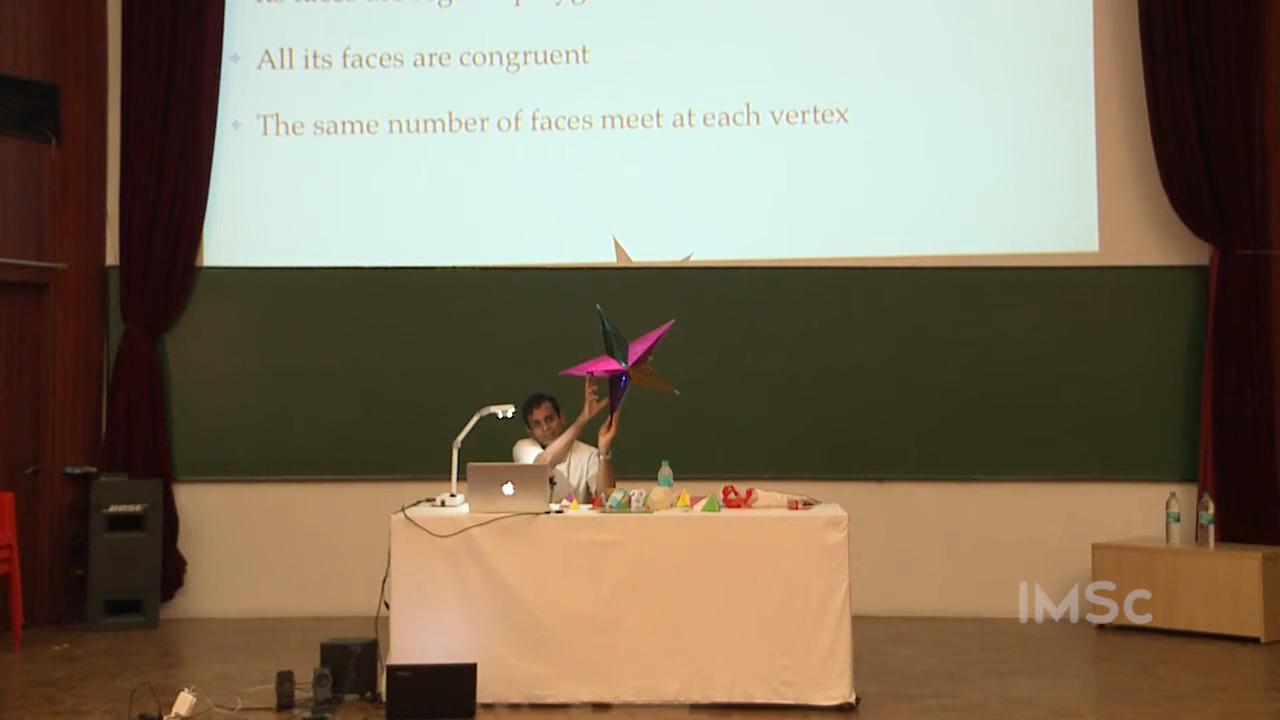 All its faces are congruent
The same number of faces meet at each vertex
BOSE
IMSc